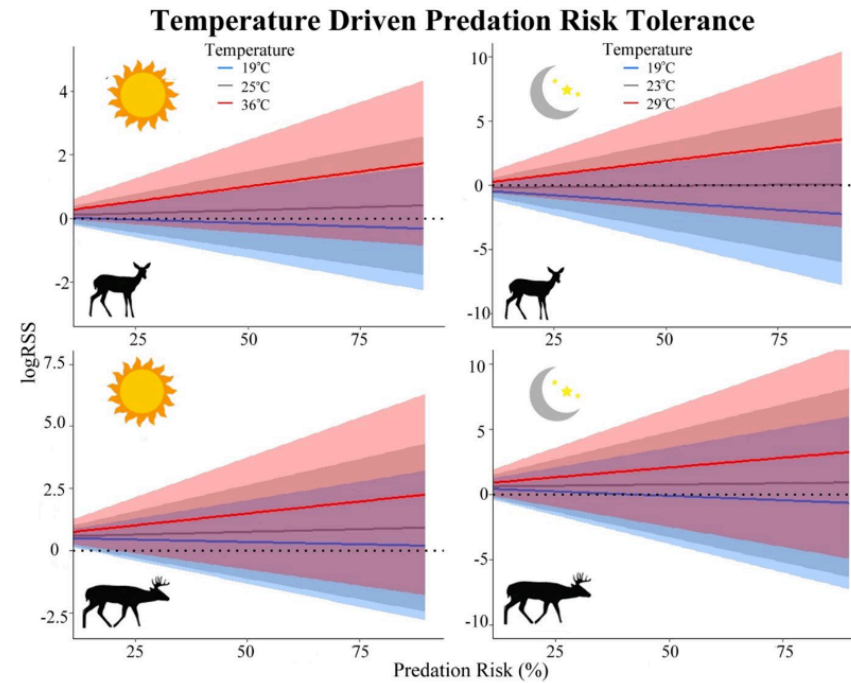 Temperature Driven Predation Risk Tolerance
Temperature
19°C
25°C
36°C
4
2
0
-2
25
50
75
Temperature
19°C
23°C
29°C
10
5
0
-5
-10
25
50
75
logRSS
7.5
5.0
2.5
0
-2.5
25
50
75
10
5
0
-5
-10
25
50
75
Predation Risk (%)